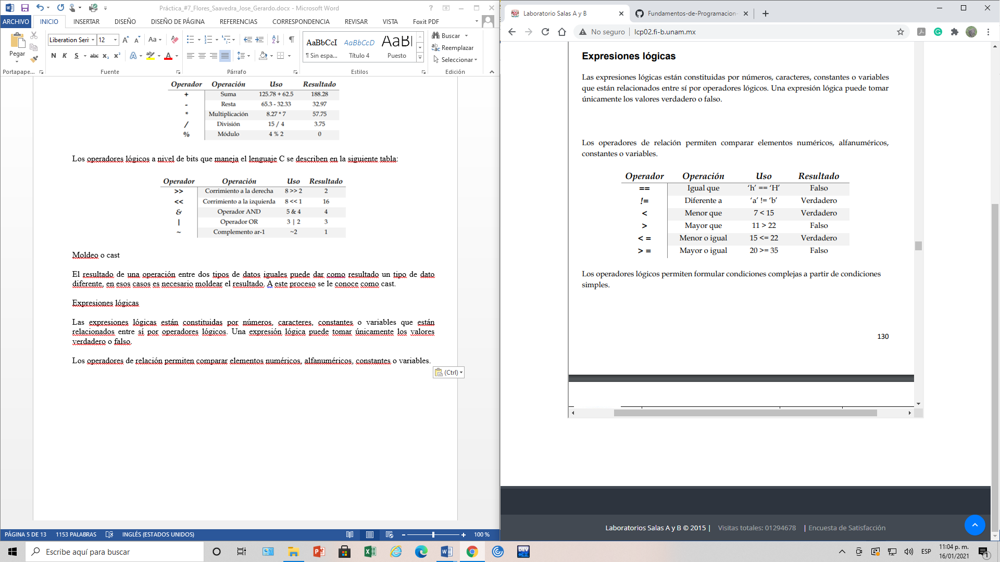 Práctica_#7_Flores_Saavedra_Jose_Gerardo.docx - Microsoft Word
ARCHIVO INICIO INSERTAR DISEÑO DISEÑO DE PÁGINA REFERENCIAS CORRESPONDENCIA REVISAR VISTA Foxit PDF
Pegar
Liberation Seri 12
N K S abc x₂ x²
AaBbCcI AaBbCcD AaBl
¶ Sin espa... Título 4 Puesto
Buscar
Reemplazar
Seleccionar
Portapape... Fuente Párrafo Estilos Edición
Operador Operación Uso Resultado
+ Suma 125.78 + 62.5 188.28
- Resta 65.3 - 32.33 32.97
* Multiplicación 8.27 * 7 57.75
/ División 15 / 4 3.75
% Módulo 4 % 2 0
Los operadores lógicos a nivel de bits que maneja el lenguaje C se describen en la siguiente tabla:
Operador Operación Uso Resultado
>> Corrimiento a la derecha 8 >> 2 2
<< Corrimiento a la izquierda 8 << 1 16
& Operador AND 5 & 4 4
| Operador OR 3 | 2 3
~ Complemento ar-1 ~2 1
Moldeo o cast
El resultado de una operación entre dos tipos de datos iguales puede dar como resultado un tipo de dato
diferente, en esos casos es necesario moldear el resultado. A este proceso se le conoce como cast.
Expresiones lógicas
Las expresiones lógicas están constituidas por números, caracteres, constantes o variables que están
relacionados entre sí por operadores lógicos. Una expresión lógica puede tomar únicamente los valores
verdadero o falso.
Los operadores de relación permiten comparar elementos numéricos, alfanuméricos, constantes o variables.
(Ctrl)
PÁGINA 5 DE 13 1153 PALABRAS INGLÉS (ESTADOS UNIDOS) 100 %
Laboratorio Salas A y B Fundamentos-de-Programacion-
No seguro | lcp02.fi-b.unam.mx
Expresiones lógicas
Las expresiones lógicas están constituidas por números, caracteres, constantes o variables
que están relacionados entre sí por operadores lógicos. Una expresión lógica puede tomar
únicamente los valores verdadero o falso.
Los operadores de relación permiten comparar elementos numéricos, alfanuméricos,
constantes o variables.
Operador Operación Uso Resultado
== Igual que ‘h’ == ‘H’ Falso
!= Diferente a ‘a’ != ‘b’ Verdadero
< Menor que 7 < 15 Verdadero
> Mayor que 11 > 22 Falso
< = Menor o igual 15 <= 22 Verdadero
> = Mayor o igual 20 >= 35 Falso
Los operadores lógicos permiten formular condiciones complejas a partir de condiciones
simples.
130
Laboratorios Salas A y B © 2015 | Visitas totales: 01294678 | Encuesta de Satisfacción
Escribe aquí para buscar
DEV
ESP
11:04 p. m.
16/01/2021
1